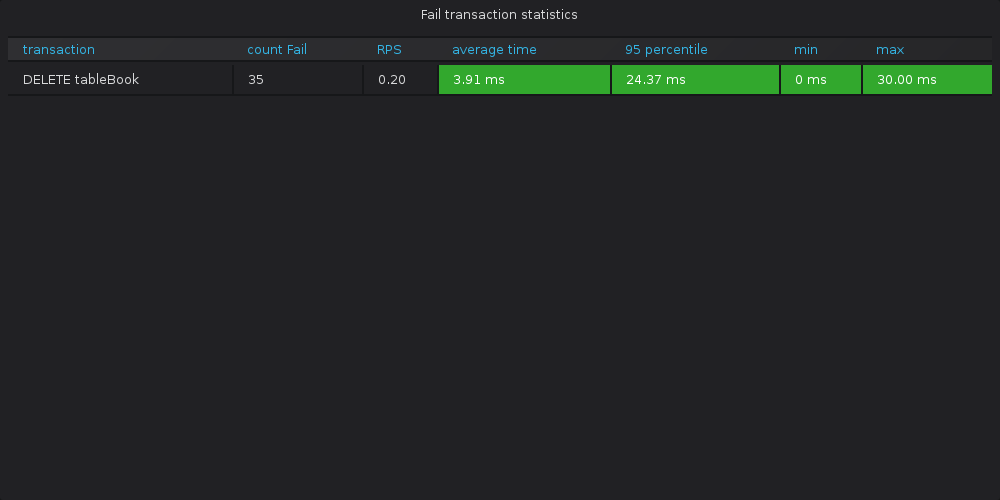 Fail transaction statistics
transaction count Fail RPS average time 95 percentile min max
DELETE tableBook 35 0.20 3.91 ms 24.37 ms 0 ms 30.00 ms